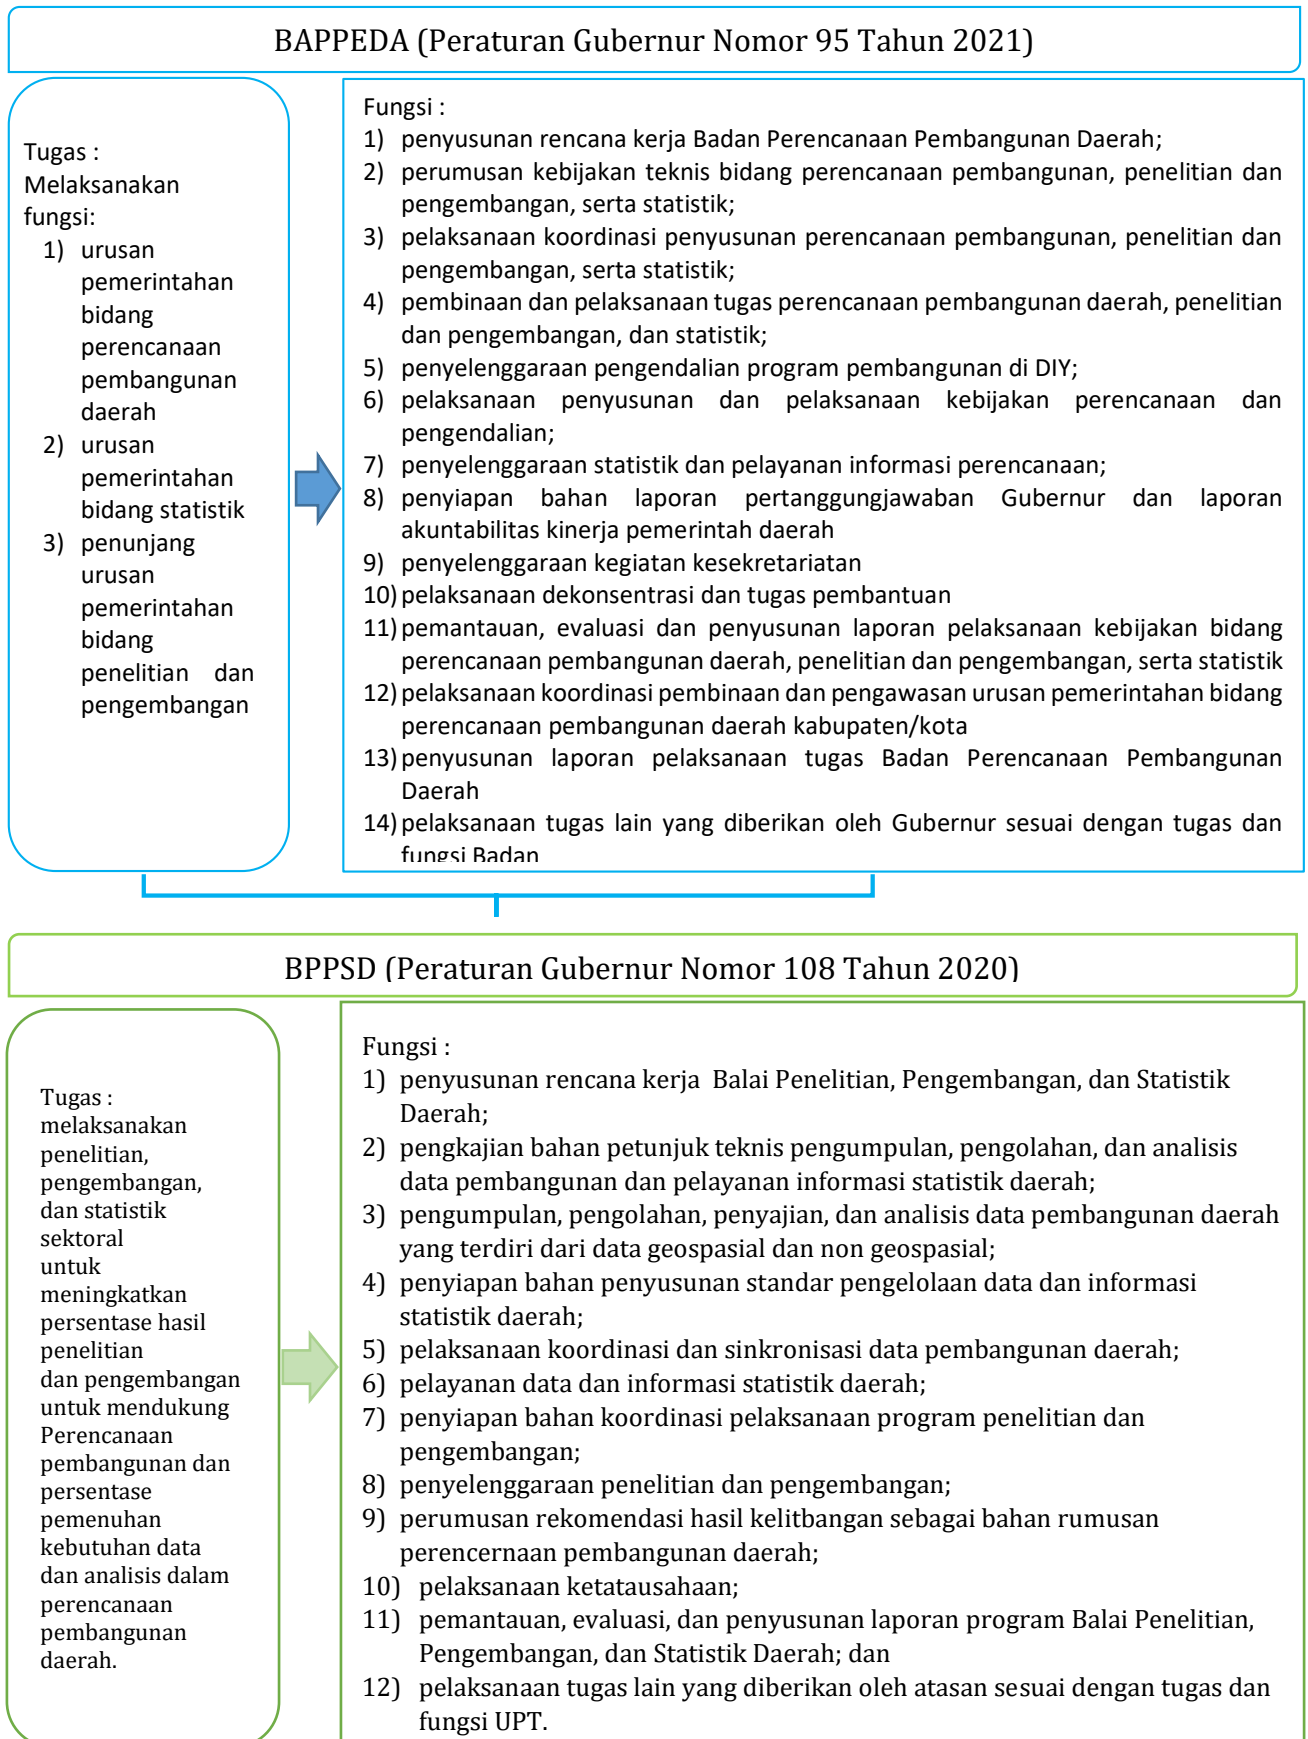 BAPPEDA (Peraturan Gubernur Nomor 95 Tahun 2021)
Tugas :
Melaksanakan
fungsi:
1) urusan
pemerintahan
bidang
perencanaan
pembangunan
daerah
2) urusan
pemerintahan
bidang statistik
3) penunjang
urusan
pemerintahan
bidang
penelitian dan
pengembangan
Fungsi :
1) penyusunan rencana kerja Badan Perencanaan Pembangunan Daerah;
2) perumusan kebijakan teknis bidang perencanaan pembangunan, penelitian dan
pengembangan, serta statistik;
3) pelaksanaan koordinasi penyusunan perencanaan pembangunan, penelitian dan
pengembangan, serta statistik;
4) pembinaan dan pelaksanaan tugas perencanaan pembangunan daerah, penelitian
dan pengembangan, dan statistik;
5) penyelenggaraan pengendalian program pembangunan di DIY;
6) pelaksanaan penyusunan dan pelaksanaan kebijakan perencanaan dan
pengendalian;
7) penyelenggaraan statistik dan pelayanan informasi perencanaan;
8) penyiapan bahan laporan pertanggungjawaban Gubernur dan laporan
akuntabilitas kinerja pemerintah daerah
9) penyelenggaraan kegiatan kesekretariatan
10) pelaksanaan dekonsentrasi dan tugas pembantuan
11) pemantauan, evaluasi dan penyusunan laporan pelaksanaan kebijakan bidang
perencanaan pembangunan daerah, penelitian dan pengembangan, serta statistik
12) pelaksanaan koordinasi pembinaan dan pengawasan urusan pemerintahan bidang
perencanaan pembangunan daerah kabupaten/kota
13) penyusunan laporan pelaksanaan tugas Badan Perencanaan Pembangunan
Daerah
14) pelaksanaan tugas lain yang diberikan oleh Gubernur sesuai dengan tugas dan
fungsi Badan
BPPSD (Peraturan Gubernur Nomor 108 Tahun 2020)
Tugas :
melaksanakan
penelitian,
pengembangan,
dan statistik
sektoral
untuk
meningkatkan
persentase hasil
penelitian
dan pengembangan
untuk mendukung
Perencanaan
pembangunan dan
persentase
pemenuhan
kebutuhan data
dan analisis dalam
perencanaan
pembangunan
daerah.
Fungsi :
1) penyusunan rencana kerja Balai Penelitian, Pengembangan, dan Statistik
Daerah;
2) pengkajian bahan petunjuk teknis pengumpulan, pengolahan, dan analisis
data pembangunan dan pelayanan informasi statistik daerah;
3) pengumpulan, pengolahan, penyajian, dan analisis data pembangunan daerah
yang terdiri dari data geospasial dan non geospasial;
4) penyiapan bahan penyusunan standar pengelolaan data dan informasi
statistik daerah;
5) pelaksanaan koordinasi dan sinkronisasi data pembangunan daerah;
6) pelayanan data dan informasi statistik daerah;
7) penyiapan bahan koordinasi pelaksanaan program penelitian dan
pengembangan;
8) penyelenggaraan penelitian dan pengembangan;
9) perumusan rekomendasi hasil kelitbangan sebagai bahan rumusan
perencernaan pembangunan daerah;
10) pelaksanaan ketatausahaan;
11) pemantauan, evaluasi, dan penyusunan laporan program Balai Penelitian,
Pengembangan, dan Statistik Daerah; dan
12) pelaksanaan tugas lain yang diberikan oleh atasan sesuai dengan tugas dan
fungsi UPT.